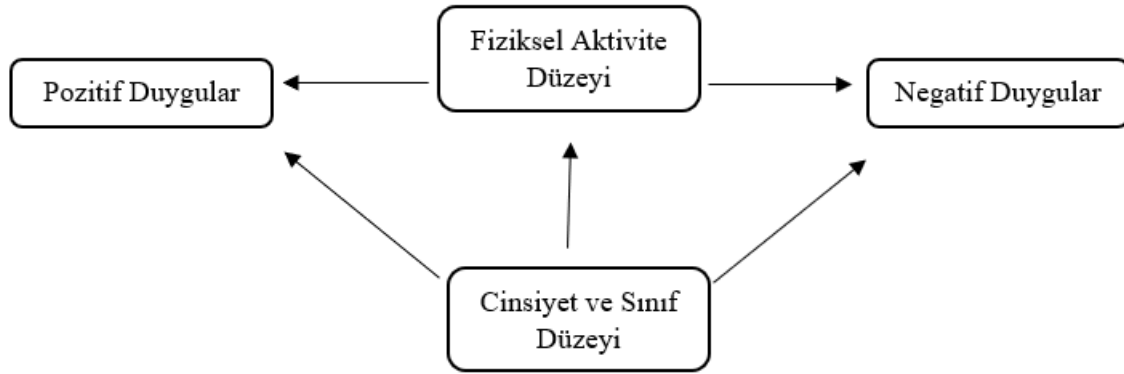 Fiziksel Aktivite
Düzeyi
Pozitif Duygular
Negatif Duygular
Cinsiyet ve Sınıf
Düzeyi